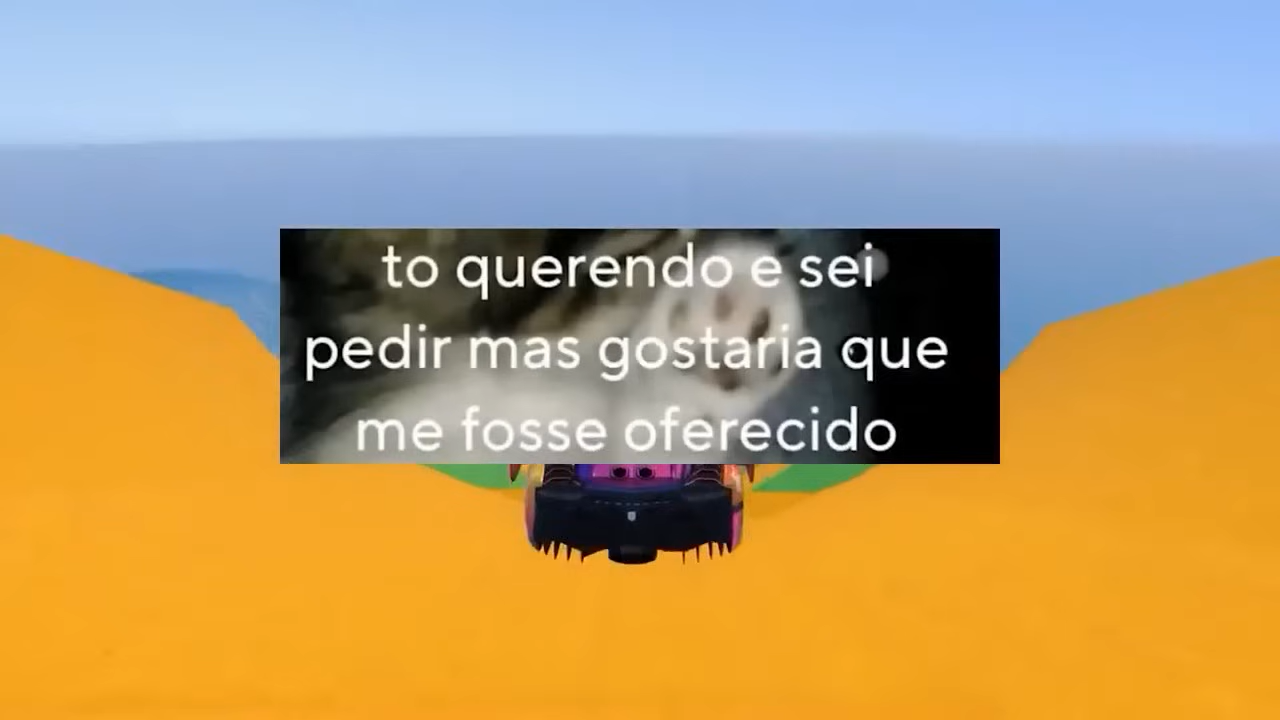 to querendo e sei
pedir mas gostaria que
me fosse oferecido